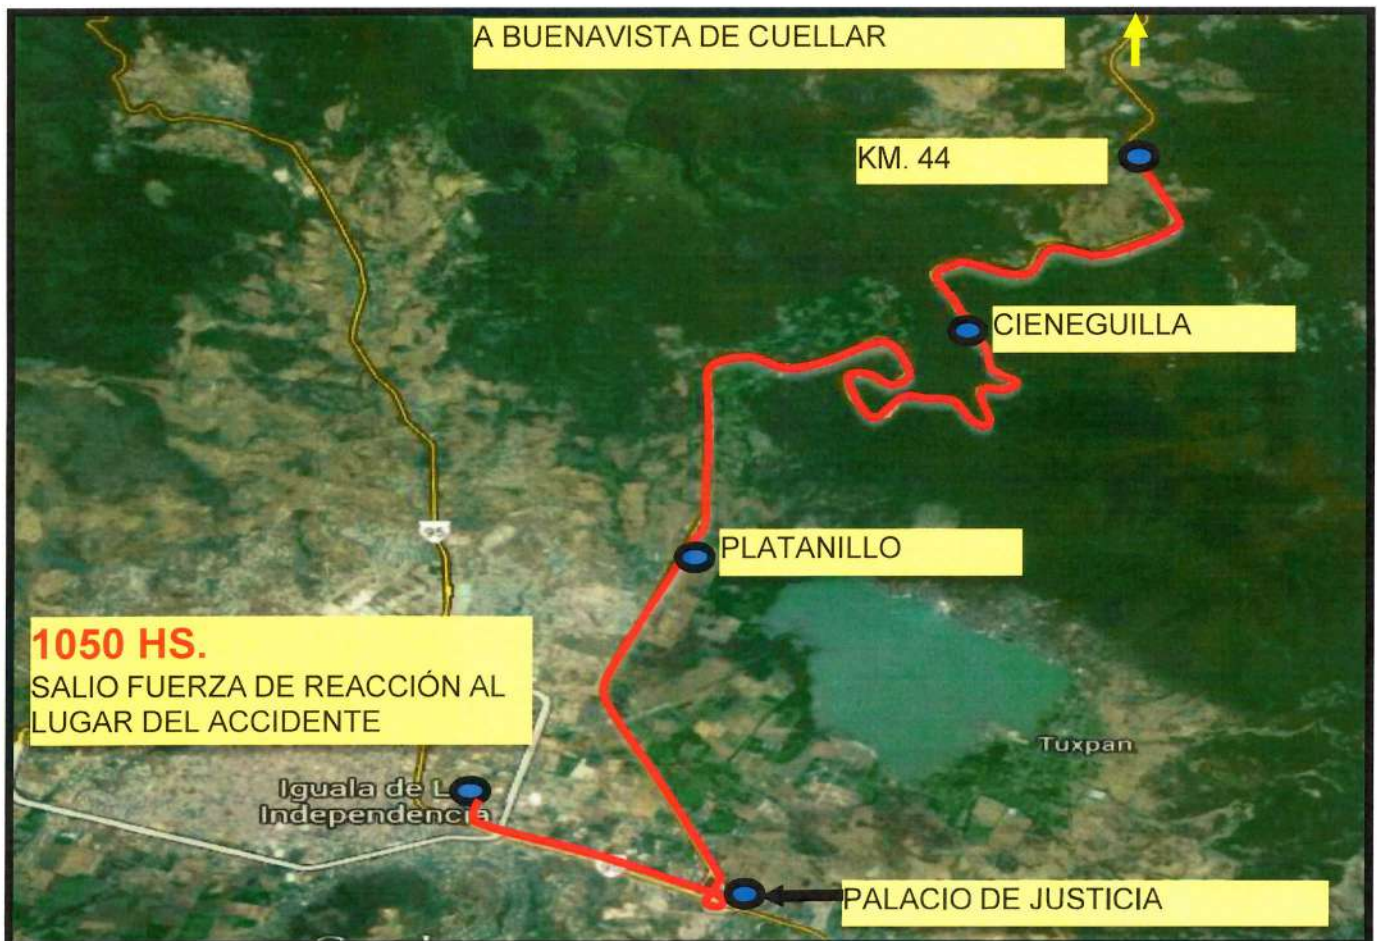 A BUENAVISTA DE CUELLAR
KM. 44
CIENEGUILLA
95
PLATANILLO
1050 HS.
SALIO FUERZA DE REACCIÓN AL
LUGAR DEL ACCIDENTE
Tuxpan
Iguala de L
Independencia
PALACIO DE JUSTICIA